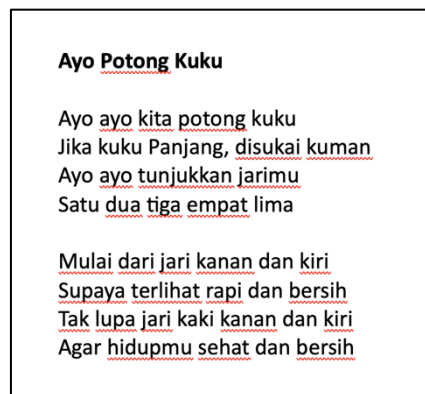 Ayo Potong Kuku
Ayo ayo kita potong kuku
Jika kuku Panjang, disukai kuman
Ayo ayo tunjukkan jarimu
Satu dua tiga empat lima
Mulai dari jari kanan dan kiri
Supaya terlihat rapi dan bersih
Tak lupa jari kaki kanan dan kiri
Agar hidupmu sehat dan bersih